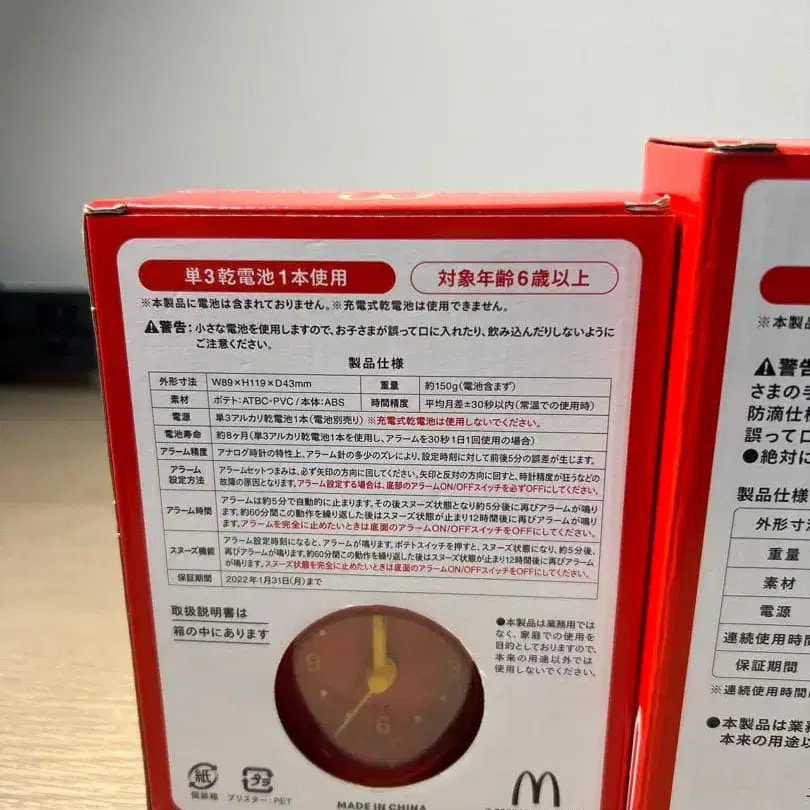 単3乾電池1本使用
対象年齢6歳以上
※本製品に電池は含まれておりません。※充電式乾電池は使用できません。
⚠警告：小さな電池を使用しますので、お子さまが誤って口に入れたり、飲み込んだりしないように
ご注意ください。
製品仕様
外形寸法 W89×H119×D43mm 重量 約150g(電池含まず)
素材 ポテト：ATBC-PVC/本体：ABS 時間精度 平均月差±30秒以内(常温での使用時)
電源 単3アルカリ乾電池1本(電池別売り) ※充電式乾電池は使用しないでください。
電池寿命 約8ヶ月(単3アルカリ乾電池1本を使用し、アラームを30秒1日1回使用の場合)
アラーム精度 アナログ時計の特性上、アラーム針の多少のズレにより、設定時刻に対して前後5分の誤差が生じます。
アラーム
設定方法
アラームセットつまみは、必ず矢印の方向に回してください。矢印と反対の方向に回すと、時計精度が狂うなどの
故障の原因となります。アラーム設定する場合は、底部のアラームON/OFFスイッチを必ずOFFにしてください。
アラーム時間
アラームは約5分で自動的に止まります。その後スヌーズ状態となり約5分後に再びアラームが鳴り
ます。約60分間この動作を繰り返した後はスヌーズ状態が止まり12時間後に再びアラームが鳴り
ます。アラームを完全に止めたいときは底面のアラームON/OFFスイッチをOFFにしてください。
スヌーズ機能
アラーム設定時刻になると、アラームが鳴ります。ポテトスイッチを押すと、スヌーズ状態になり、約5分後、
再びアラームが鳴ります。約60分間この動作を繰り返した後はスヌーズ状態が止まり12時間後に再びアラーム
が鳴ります。スヌーズ状態を完全に止めたいときは底面のアラームON/OFFスイッチをOFFにしてください。
保証期間 2022年1月31日(月)まで
取扱説明書は
箱の中にあります
9
3
6
●本製品は業務用では
なく、家庭での使用を
目的としておりますので、
本来の用途以外では
使用しないでください。
紙
個装箱
プラ
ブリスター：PET
MADE IN CHINA
※本製品
⚠警告
さまの手
防滴仕様
誤って口
●絶対に
製品仕様
外形寸法
重量
素材
電源
連続使用時間
保証期間
※連続使用時間
●本製品は業務
本来の用途以